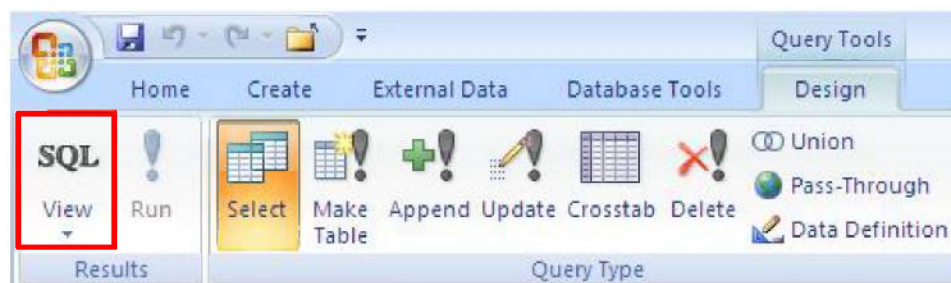 Query Tools
Home Create External Data Database Tools Design
SQL
View
Run
Select
Make
Table
Append
Update
Crosstab
Delete
Union
Pass-Through
Data Definition
Results
Query Type